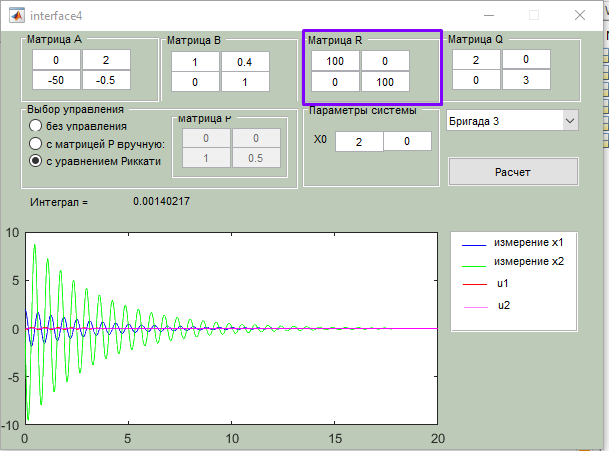 interface4
Матрица A
0 2
-50 -0.5
Матрица B
1 0.4
0 1
Матрица R
100 0
0 100
Матрица Q
2 0
0 3
Выбор управления
без управления
с матрицей P вручную:
с уравнением Риккати
Матрица P
0 0
1 0.5
Параметры системы
X0 2 0
Бригада 3
Расчет
Интеграл = 0.00140217
10
5
0
-5
-10
0 5 10 15 20
измерение x1
измерение x2
u1
u2